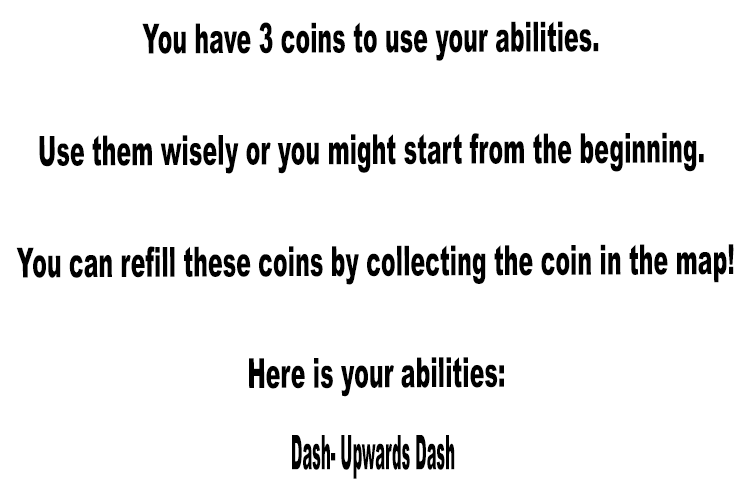 You have 3 coins to use your abilities.
Use them wisely or you might start from the beginning.
You can refill these coins by collecting the coin in the map!
Here is your abilities:
Dash- Upwards Dash